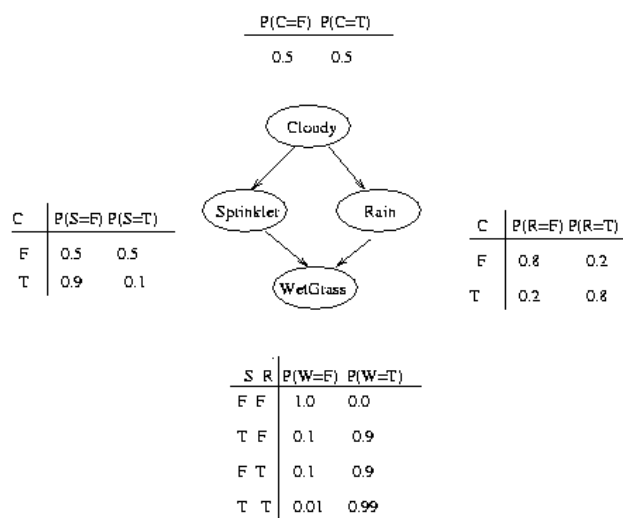 P(C=F) P(C=T)
0.5 0.5
Cloudy
Sprinkler
Rain
WetGrass
C P(S=F) P(S=T)
F 0.5 0.5
T 0.9 0.1
C P(R=F) P(R=T)
F 0.8 0.2
T 0.2 0.8
S R P(W=F) P(W=T)
F F 1.0 0.0
T F 0.1 0.9
F T 0.1 0.9
T T 0.01 0.99